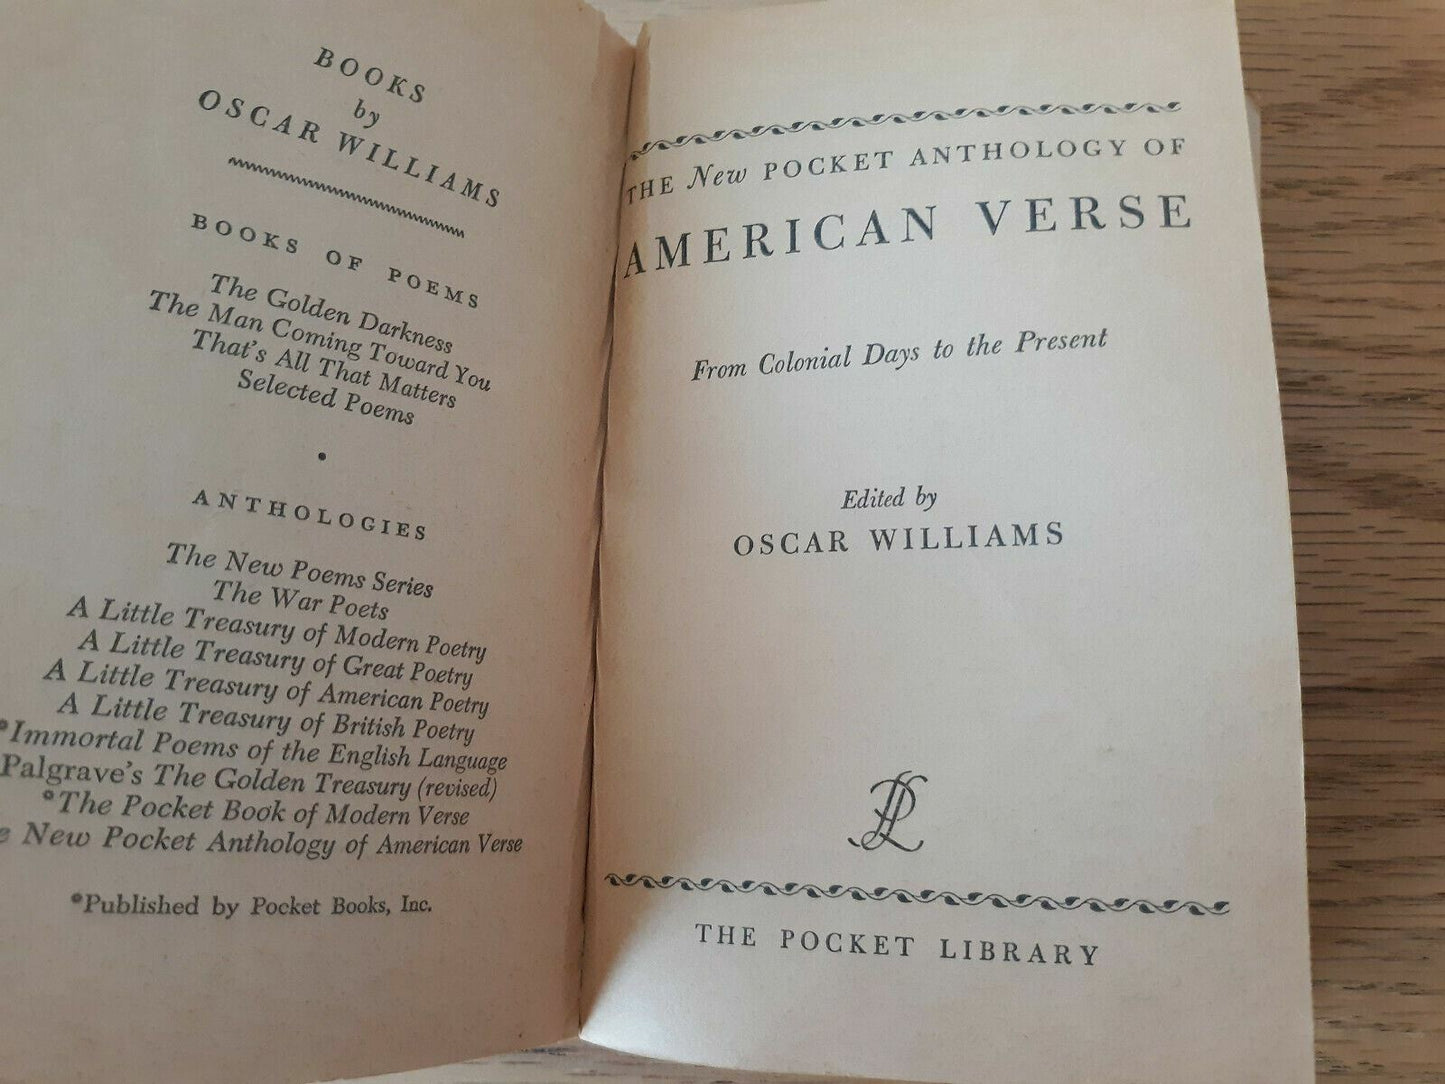 BOOKS
by
OSCAR WILLIAMS
BOOKS OF POEMS
The Golden Darkness
The Man Coming Toward You
That's All That Matters
Selected Poems
ANTHOLOGIES
The New Poems Series
The War Poets
A Little Treasury of Modern Poetry
A Little Treasury of Great Poetry
A Little Treasury of American Poetry
A Little Treasury of British Poetry
*Immortal Poems of the English Language
Palgrave's The Golden Treasury (revised)
*The Pocket Book of Modern Verse
New Pocket Anthology of American Verse
*Published by Pocket Books, Inc.
THE New POCKET ANTHOLOGY OF
AMERICAN VERSE
From Colonial Days to the Present
Edited by
OSCAR WILLIAMS
PL
THE POCKET LIBRARY